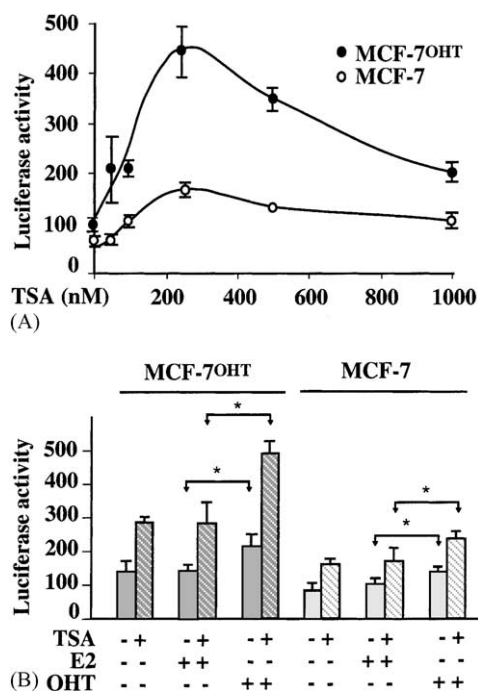 500
400
300
200
100
0
Luciferase activity
MCF-7OHT
MCF-7
0 200 400 600 800 1000
TSA (nM)
(A)
MCF-7OHT MCF-7
* * * *
500
400
300
200
100
Luciferase activity
TSA - + - + - + - + - + - +
E2 - - + + - - - - + + - -
OHT - - - - + + - - - - + +
(B)